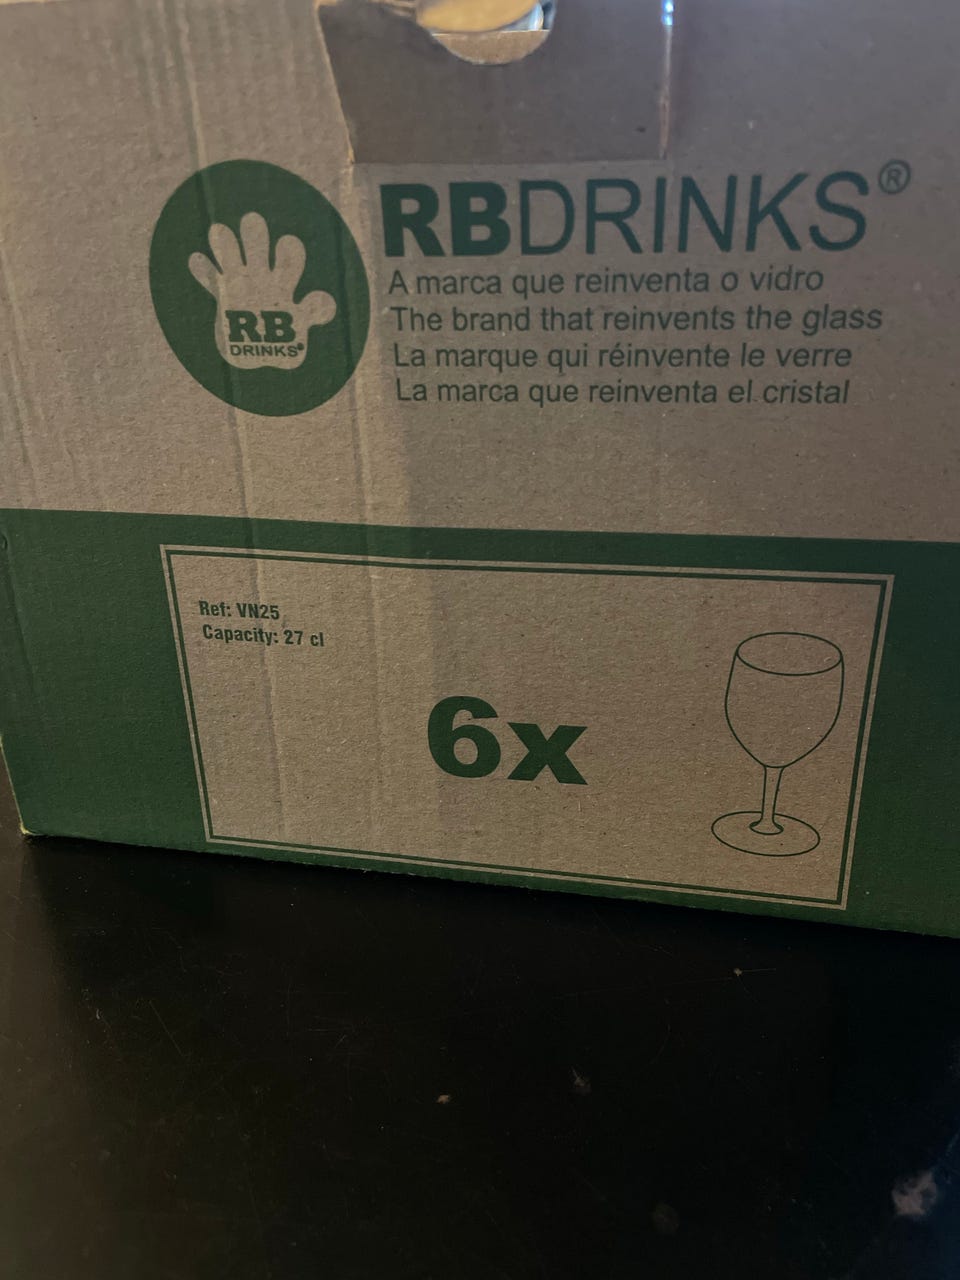 RBDRINKS®
A marca que reinventa o vidro
The brand that reinvents the glass
La marque qui réinvente le verre
La marca que reinventa el cristal
RB
DRINKS®
Ref: VN25
Capacity: 27 cl
6x